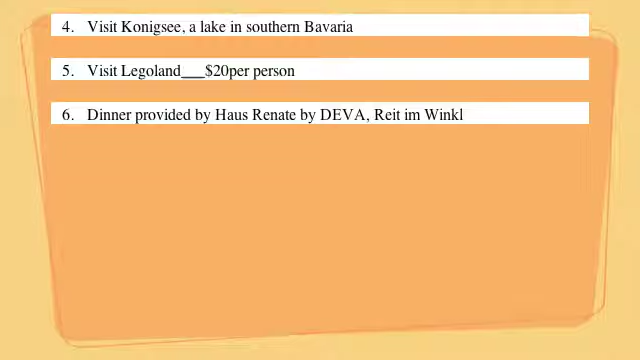 4. Visit Konigsee, a lake in southern Bavaria
5. Visit Legoland___$20per person
6. Dinner provided by Haus Renate by DEVA, Reit im Winkl